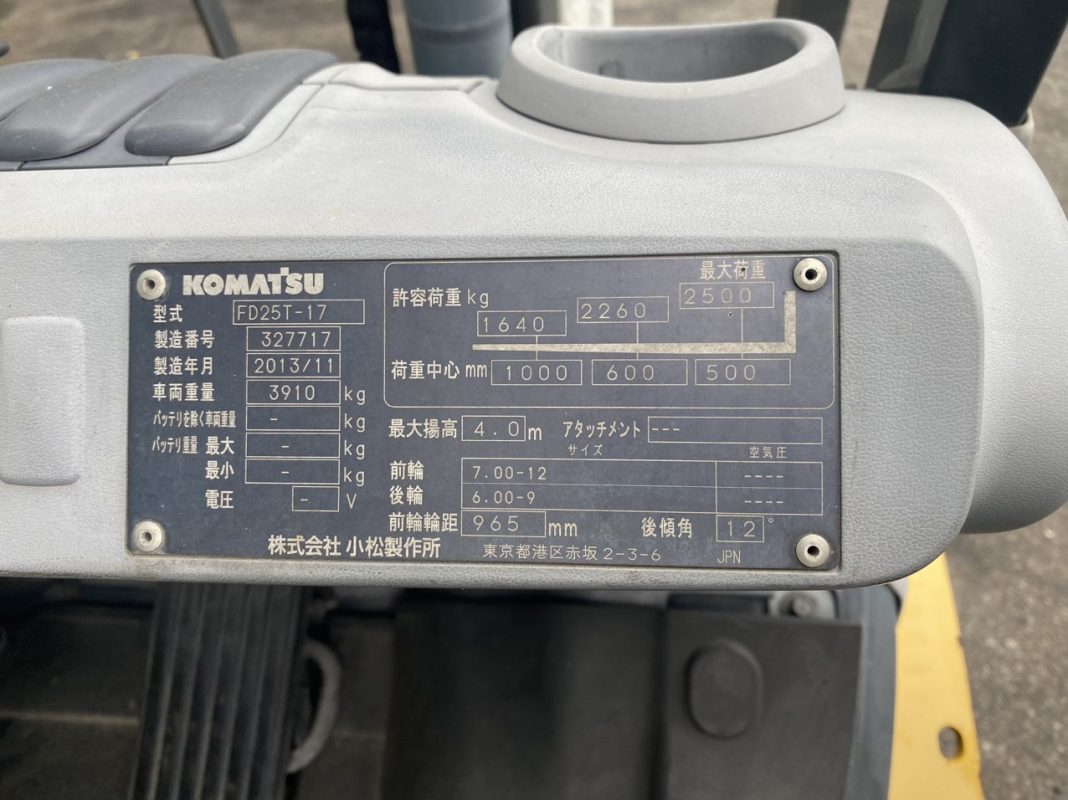 KOMATSU
型式 FD25T-17
製造番号 327717
製造年月 2013/11
車両重量 3910 kg
バッテリを除く車両重量 - kg
バッテリ重量 最大 - kg
最小 - kg
電圧 - V
最大荷重
許容荷重 kg 1640 2260 2500
荷重中心 mm 1000 600 500
最大揚高 4.0 m アタッチメント ---
サイズ 空気圧
前輪 7.00-12 ----
後輪 6.00-9 ----
前輪輪距 965 mm 後傾角 12°
株式会社 小松製作所 東京都港区赤坂 2-3-6 JPN